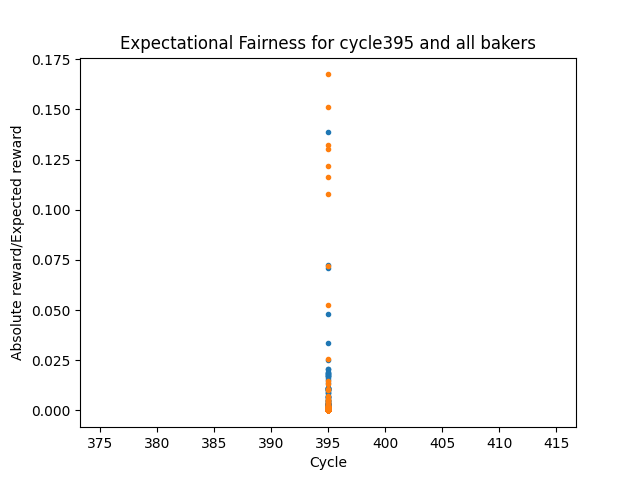 Expectational Fairness for cycle395 and all bakers
0.175
0.150
0.125
0.100
0.075
0.050
0.025
0.000
Absolute reward/Expected reward
375 380 385 390 395 400 405 410 415
Cycle